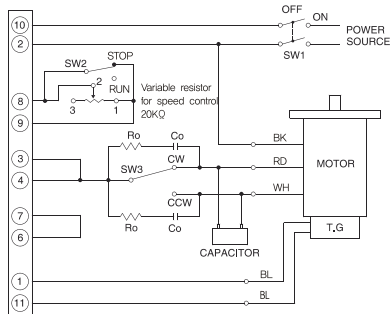 10
OFF
ON
POWER
SOURCE
2
SW1
STOP
SW2
RUN
2
Variable resistor
for speed control
20KΩ
8
3
1
9
Ro
Co
BK
3
SW3
CW
RD
MOTOR
4
WH
CCW
7
Ro
Co
T.G
6
CAPACITOR
1
BL
11
BL